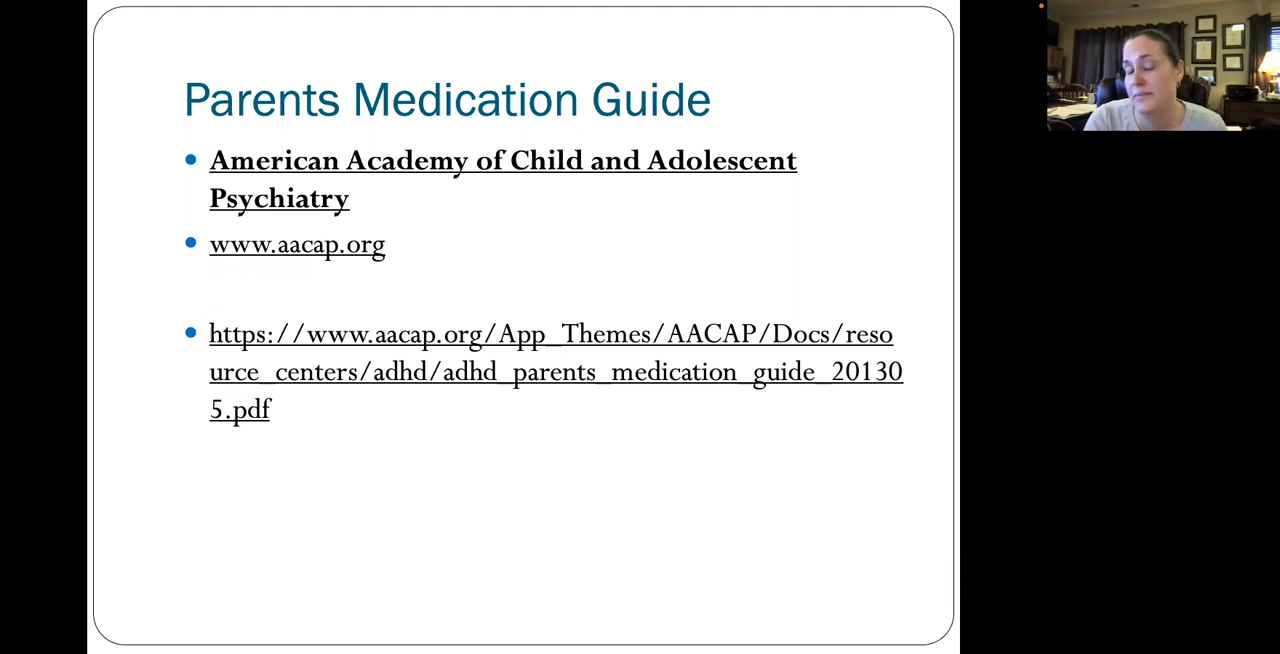 Parents Medication Guide
American Academy of Child and Adolescent
Psychiatry
www.aacap.org
https://www.aacap.org/App_Themes/AACAP/Docs/reso
urce_centers/adhd/adhd_parents_medication_guide_20130
5.pdf